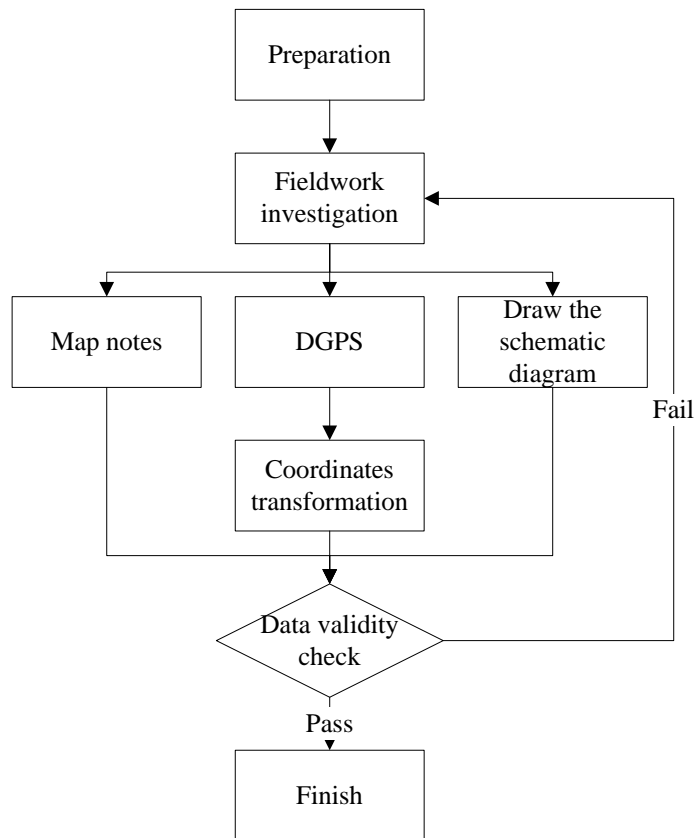 Preparation
Fieldwork
investigation
Map notes
DGPS
Draw the
schematic
diagram
Fail
Coordinates
transformation
Data validity
check
Pass
Finish